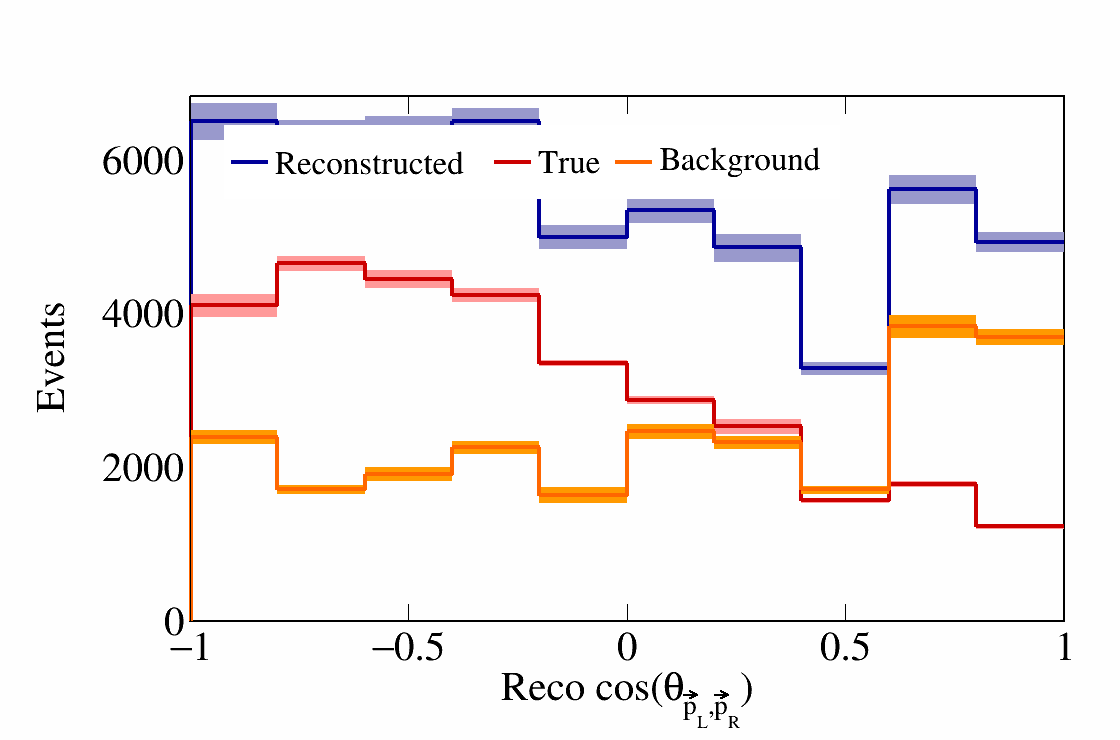 Reconstructed True Background
6000
4000
2000
0
Events
−1 −0.5 0 0.5 1
Reco cos(θp⃗L,p⃗R)